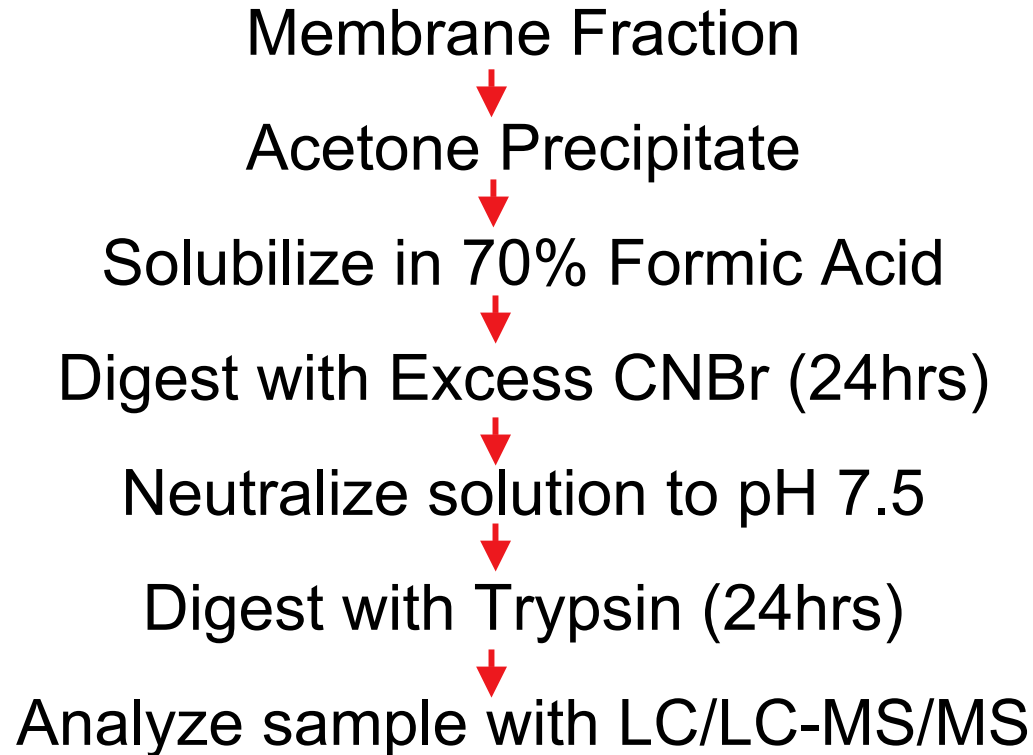 Membrane Fraction
Acetone Precipitate
Solubilize in 70% Formic Acid
Digest with Excess CNBr (24hrs)
Neutralize solution to pH 7.5
Digest with Trypsin (24hrs)
Analyze sample with LC/LC-MS/MS